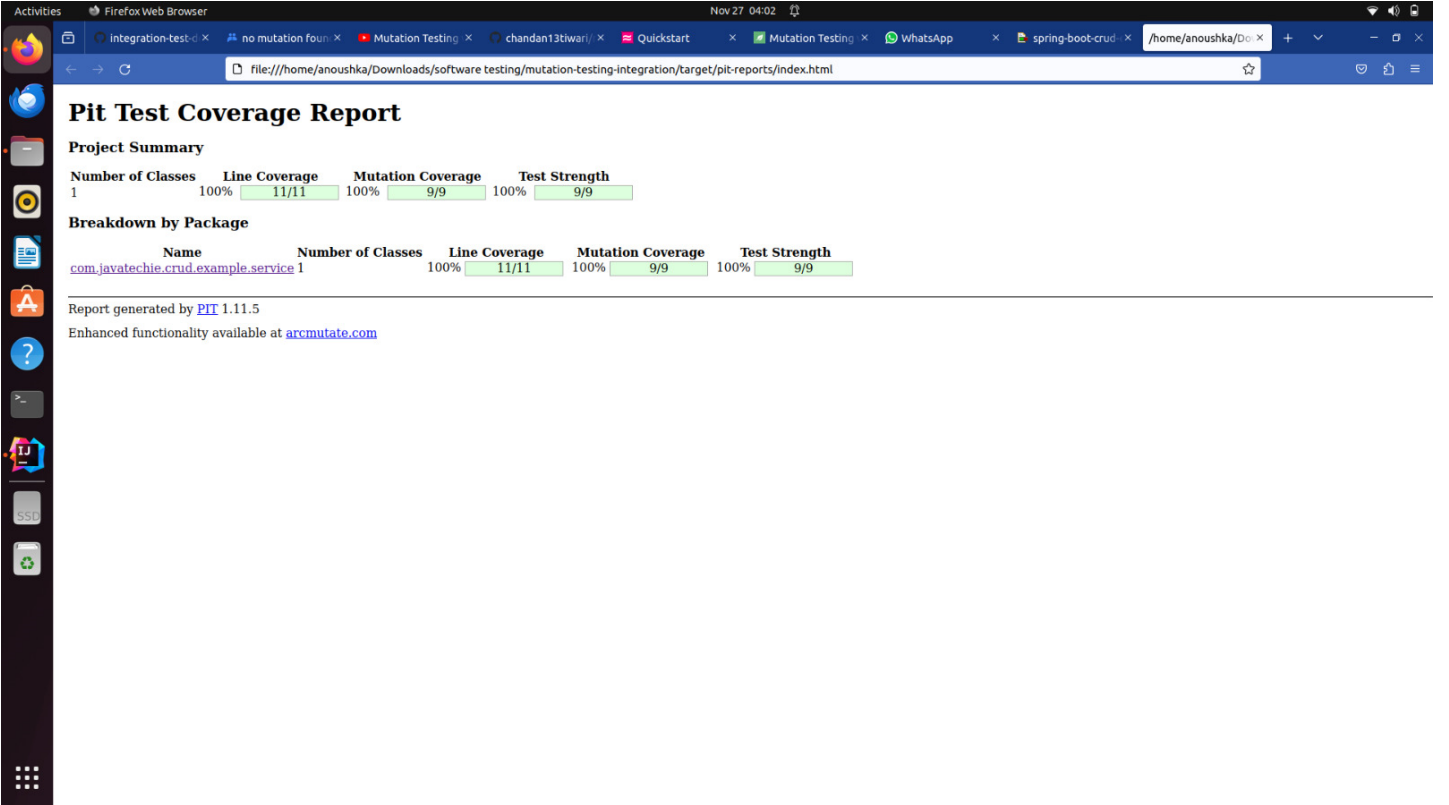 Activities Firefox Web Browser Nov 27 04:02
integration-test-d no mutation foun Mutation Testing chandan13tiwari/ Quickstart Mutation Testing WhatsApp spring-boot-crud- /home/anoushka/Do
file:///home/anoushka/Downloads/software testing/mutation-testing-integration/target/pit-reports/index.html
Pit Test Coverage Report
Project Summary
Number of Classes Line Coverage Mutation Coverage Test Strength
1 100% 11/11 100% 9/9 100% 9/9
Breakdown by Package
Name Number of Classes Line Coverage Mutation Coverage Test Strength
com.javatechie.crud.example.service 1 100% 11/11 100% 9/9 100% 9/9
Report generated by PIT 1.11.5
Enhanced functionality available at arcmutate.com
IJ
SSD